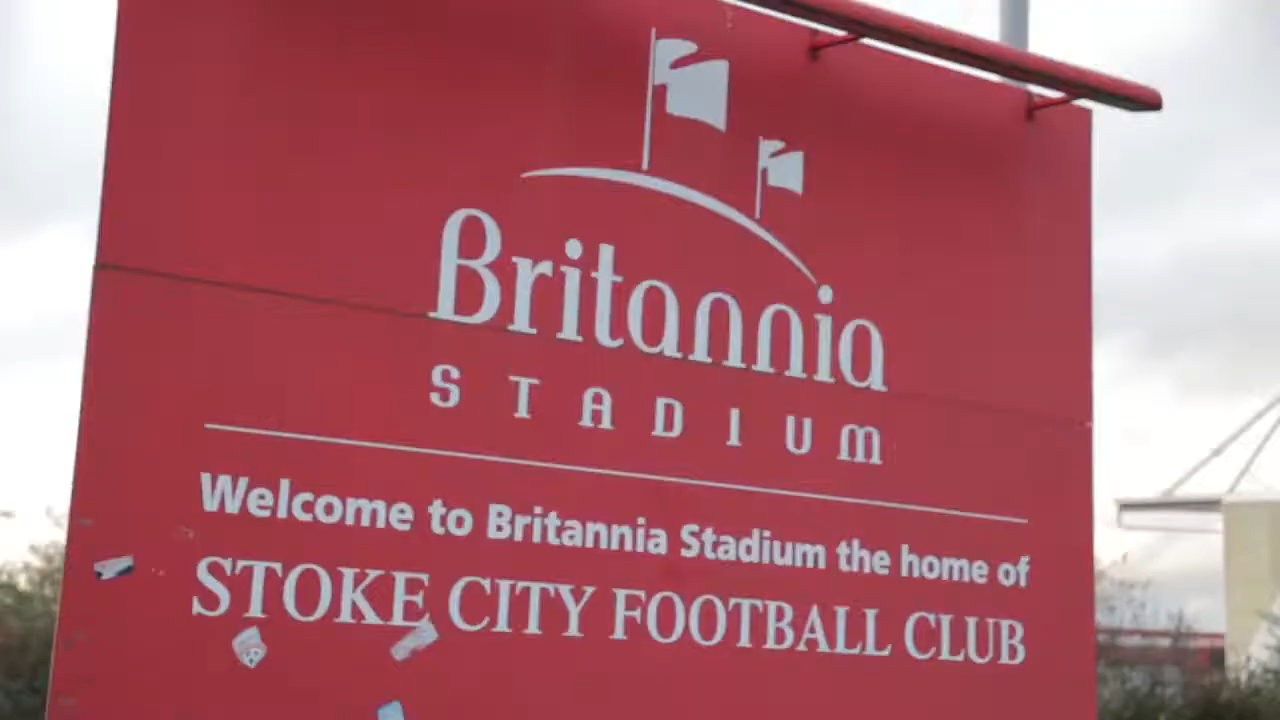 Britannia
STADIUM
Welcome to Britannia Stadium the home of
STOKE CITY FOOTBALL CLUB